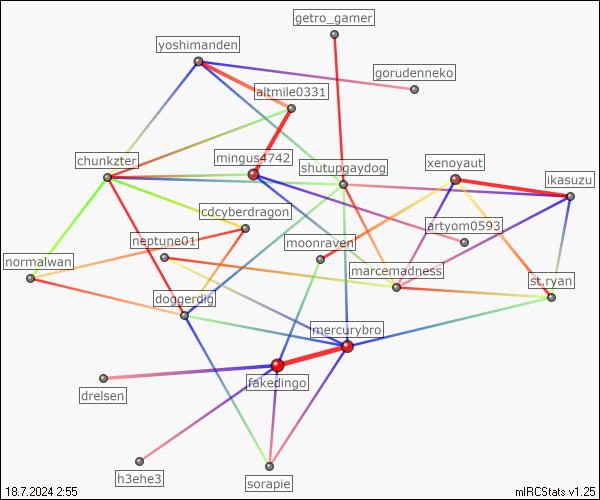 getro_gamer
yoshimanden
gorudenneko
altmile0331
chunkzter
mingus4742
shutupgaydog
xenoyaut
ikasuzu
cdcyberdragon
artyom0593
neptune01
moonraven
normalwan
marcemadness
st.ryan
doggerdig
mercurybro
fakedingo
drelsen
h3ehe3
sorapie
18.7.2024 2:55
mIRCStats v1.25